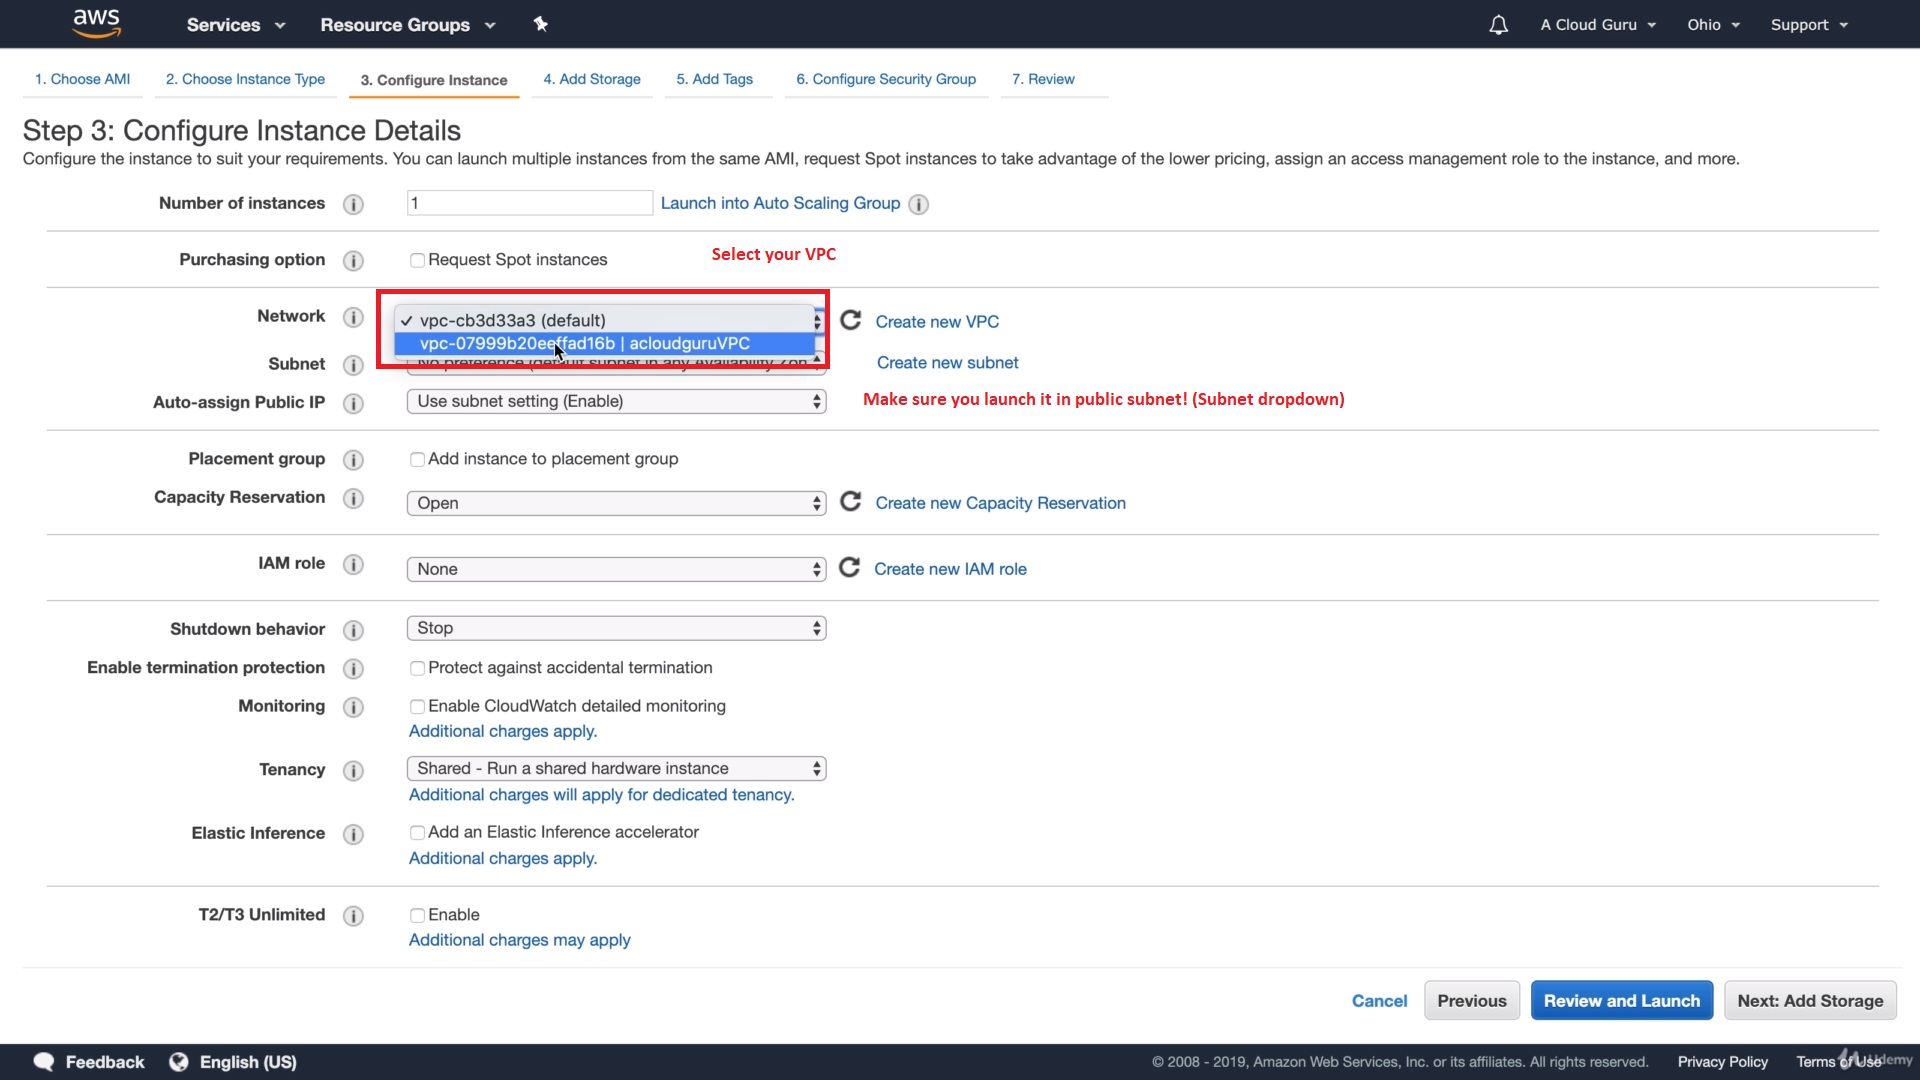 aws Services Resource Groups A Cloud Guru Ohio Support
1. Choose AMI 2. Choose Instance Type 3. Configure Instance 4. Add Storage 5. Add Tags 6. Configure Security Group 7. Review
Step 3: Configure Instance Details
Configure the instance to suit your requirements. You can launch multiple instances from the same AMI, request Spot instances to take advantage of the lower pricing, assign an access management role to the instance, and more.
Number of instances i 1 Launch into Auto Scaling Group i
Select your VPC
Purchasing option i Request Spot instances
Network i ✓ vpc-cb3d33a3 (default) Create new VPC
vpc-07999b20eeffad16b | acloudguruVPC
Subnet i No preference (default subnet in any Availability Zon Create new subnet
Auto-assign Public IP i Use subnet setting (Enable) Make sure you launch it in public subnet! (Subnet dropdown)
Placement group i Add instance to placement group
Capacity Reservation i Open Create new Capacity Reservation
IAM role i None Create new IAM role
Shutdown behavior i Stop
Enable termination protection i Protect against accidental termination
Monitoring i Enable CloudWatch detailed monitoring
Additional charges apply.
Tenancy i Shared - Run a shared hardware instance
Additional charges will apply for dedicated tenancy.
Elastic Inference i Add an Elastic Inference accelerator
Additional charges apply.
T2/T3 Unlimited i Enable
Additional charges may apply
Cancel Previous Review and Launch Next: Add Storage
Feedback English (US) © 2008 - 2019, Amazon Web Services, Inc. or its affiliates. All rights reserved. Privacy Policy Terms of Use
Udemy